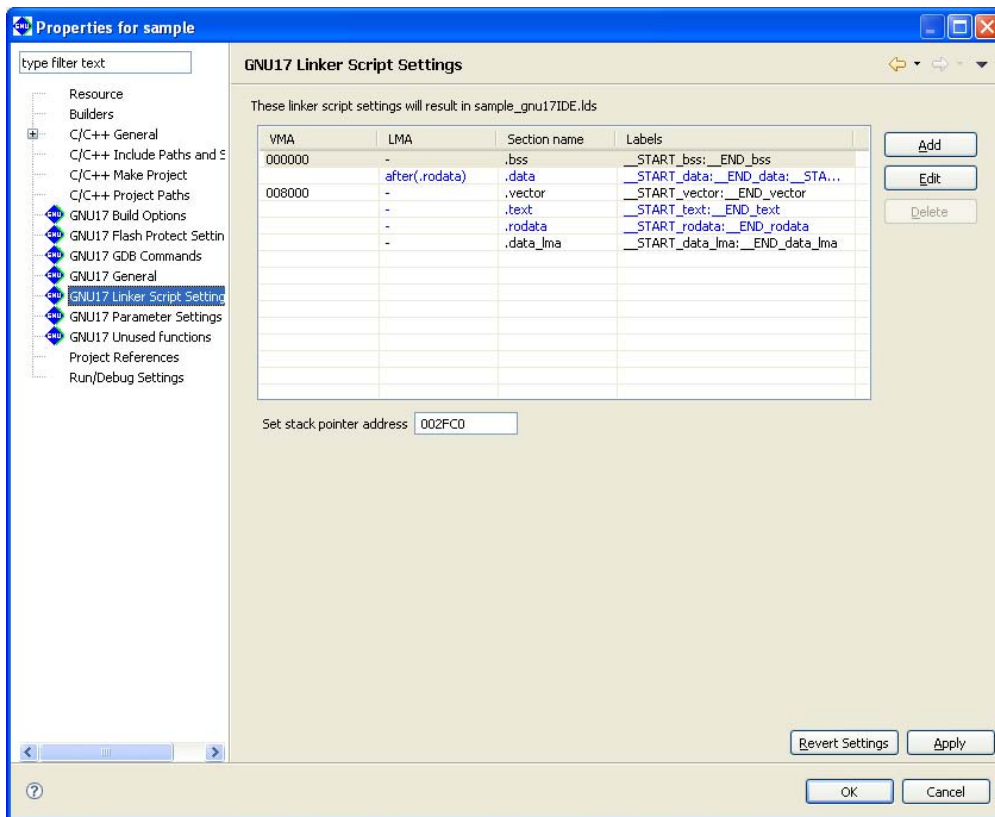 Properties for sample
type filter text
Resource
Builders
C/C++ General
C/C++ Include Paths and S
C/C++ Make Project
C/C++ Project Paths
GNU17 Build Options
GNU17 Flash Protect Settin
GNU17 GDB Commands
GNU17 General
GNU17 Linker Script Setting
GNU17 Parameter Settings
GNU17 Unused functions
Project References
Run/Debug Settings
GNU17 Linker Script Settings
These linker script settings will result in sample_gnu17IDE.lds
VMA LMA Section name Labels
000000 - .bss __START_bss:__END_bss
after(.rodata) .data __START_data:__END_data:__STA...
008000 - .vector __START_vector:__END_vector
- .text __START_text:__END_text
- .rodata __START_rodata:__END_rodata
- .data_lma __START_data_lma:__END_data_lma
Add
Edit
Delete
Set stack pointer address 002FC0
Revert Settings Apply
OK Cancel